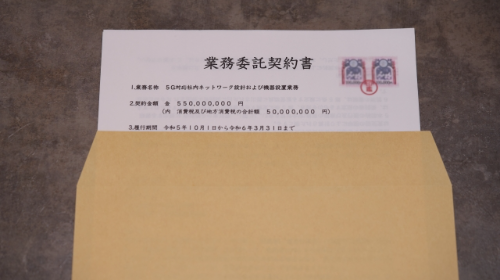 業務委託契約書
1.業務名称 5G対応社内ネットワーク設計および機器設置業務
2.契約金額 金 550,000,000 円
(内 消費税及び地方消費税の合計額 50,000,000 円)
3.履行期間 令和5年10月1日から令和6年3月31日まで